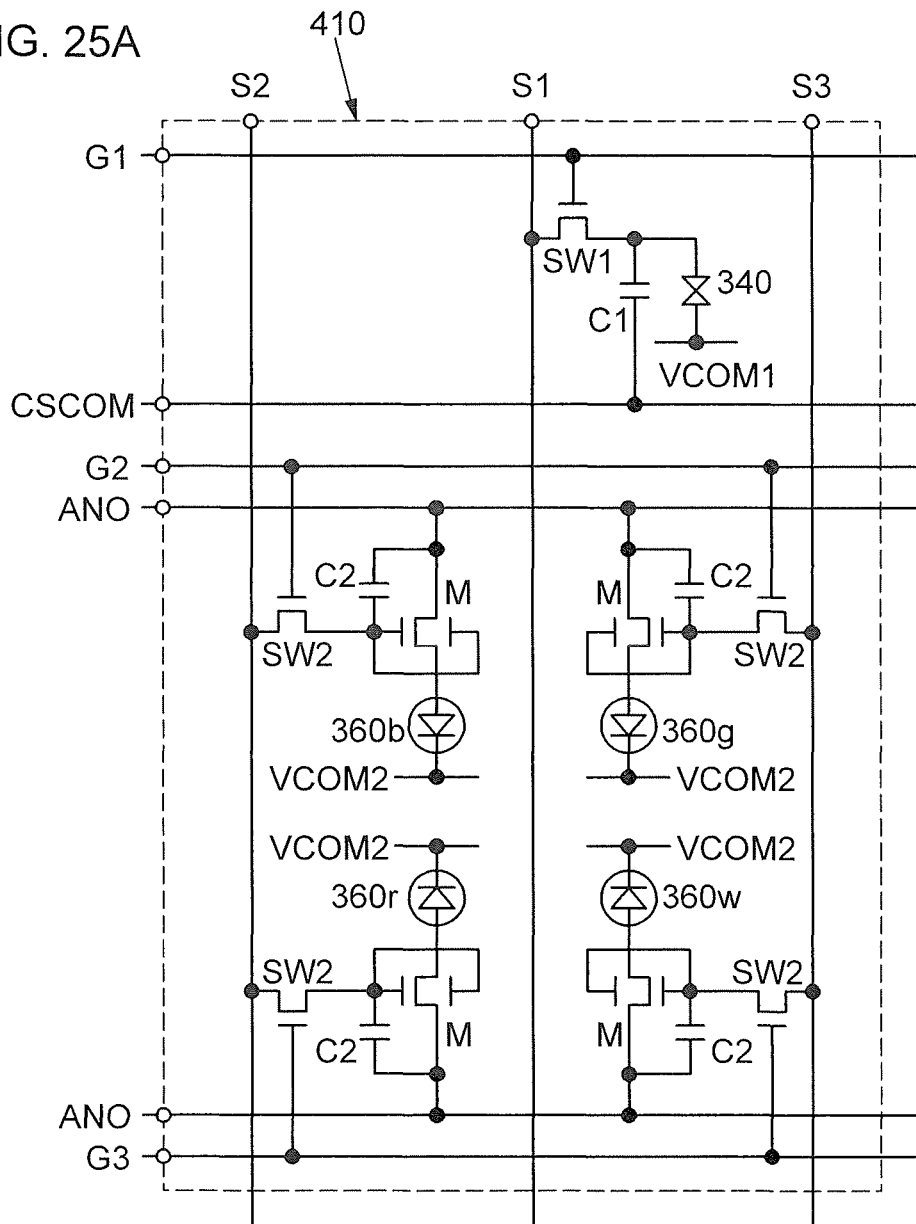 IG. 25A
410
S2
S1
S3
G1
SW1
340
C1
VCOM1
CSCOM
G2
ANO
C2
M
M
C2
SW2
SW2
360b
360g
VCOM2
VCOM2
VCOM2
VCOM2
360r
360w
SW2
SW2
C2
M
M
C2
ANO
G3